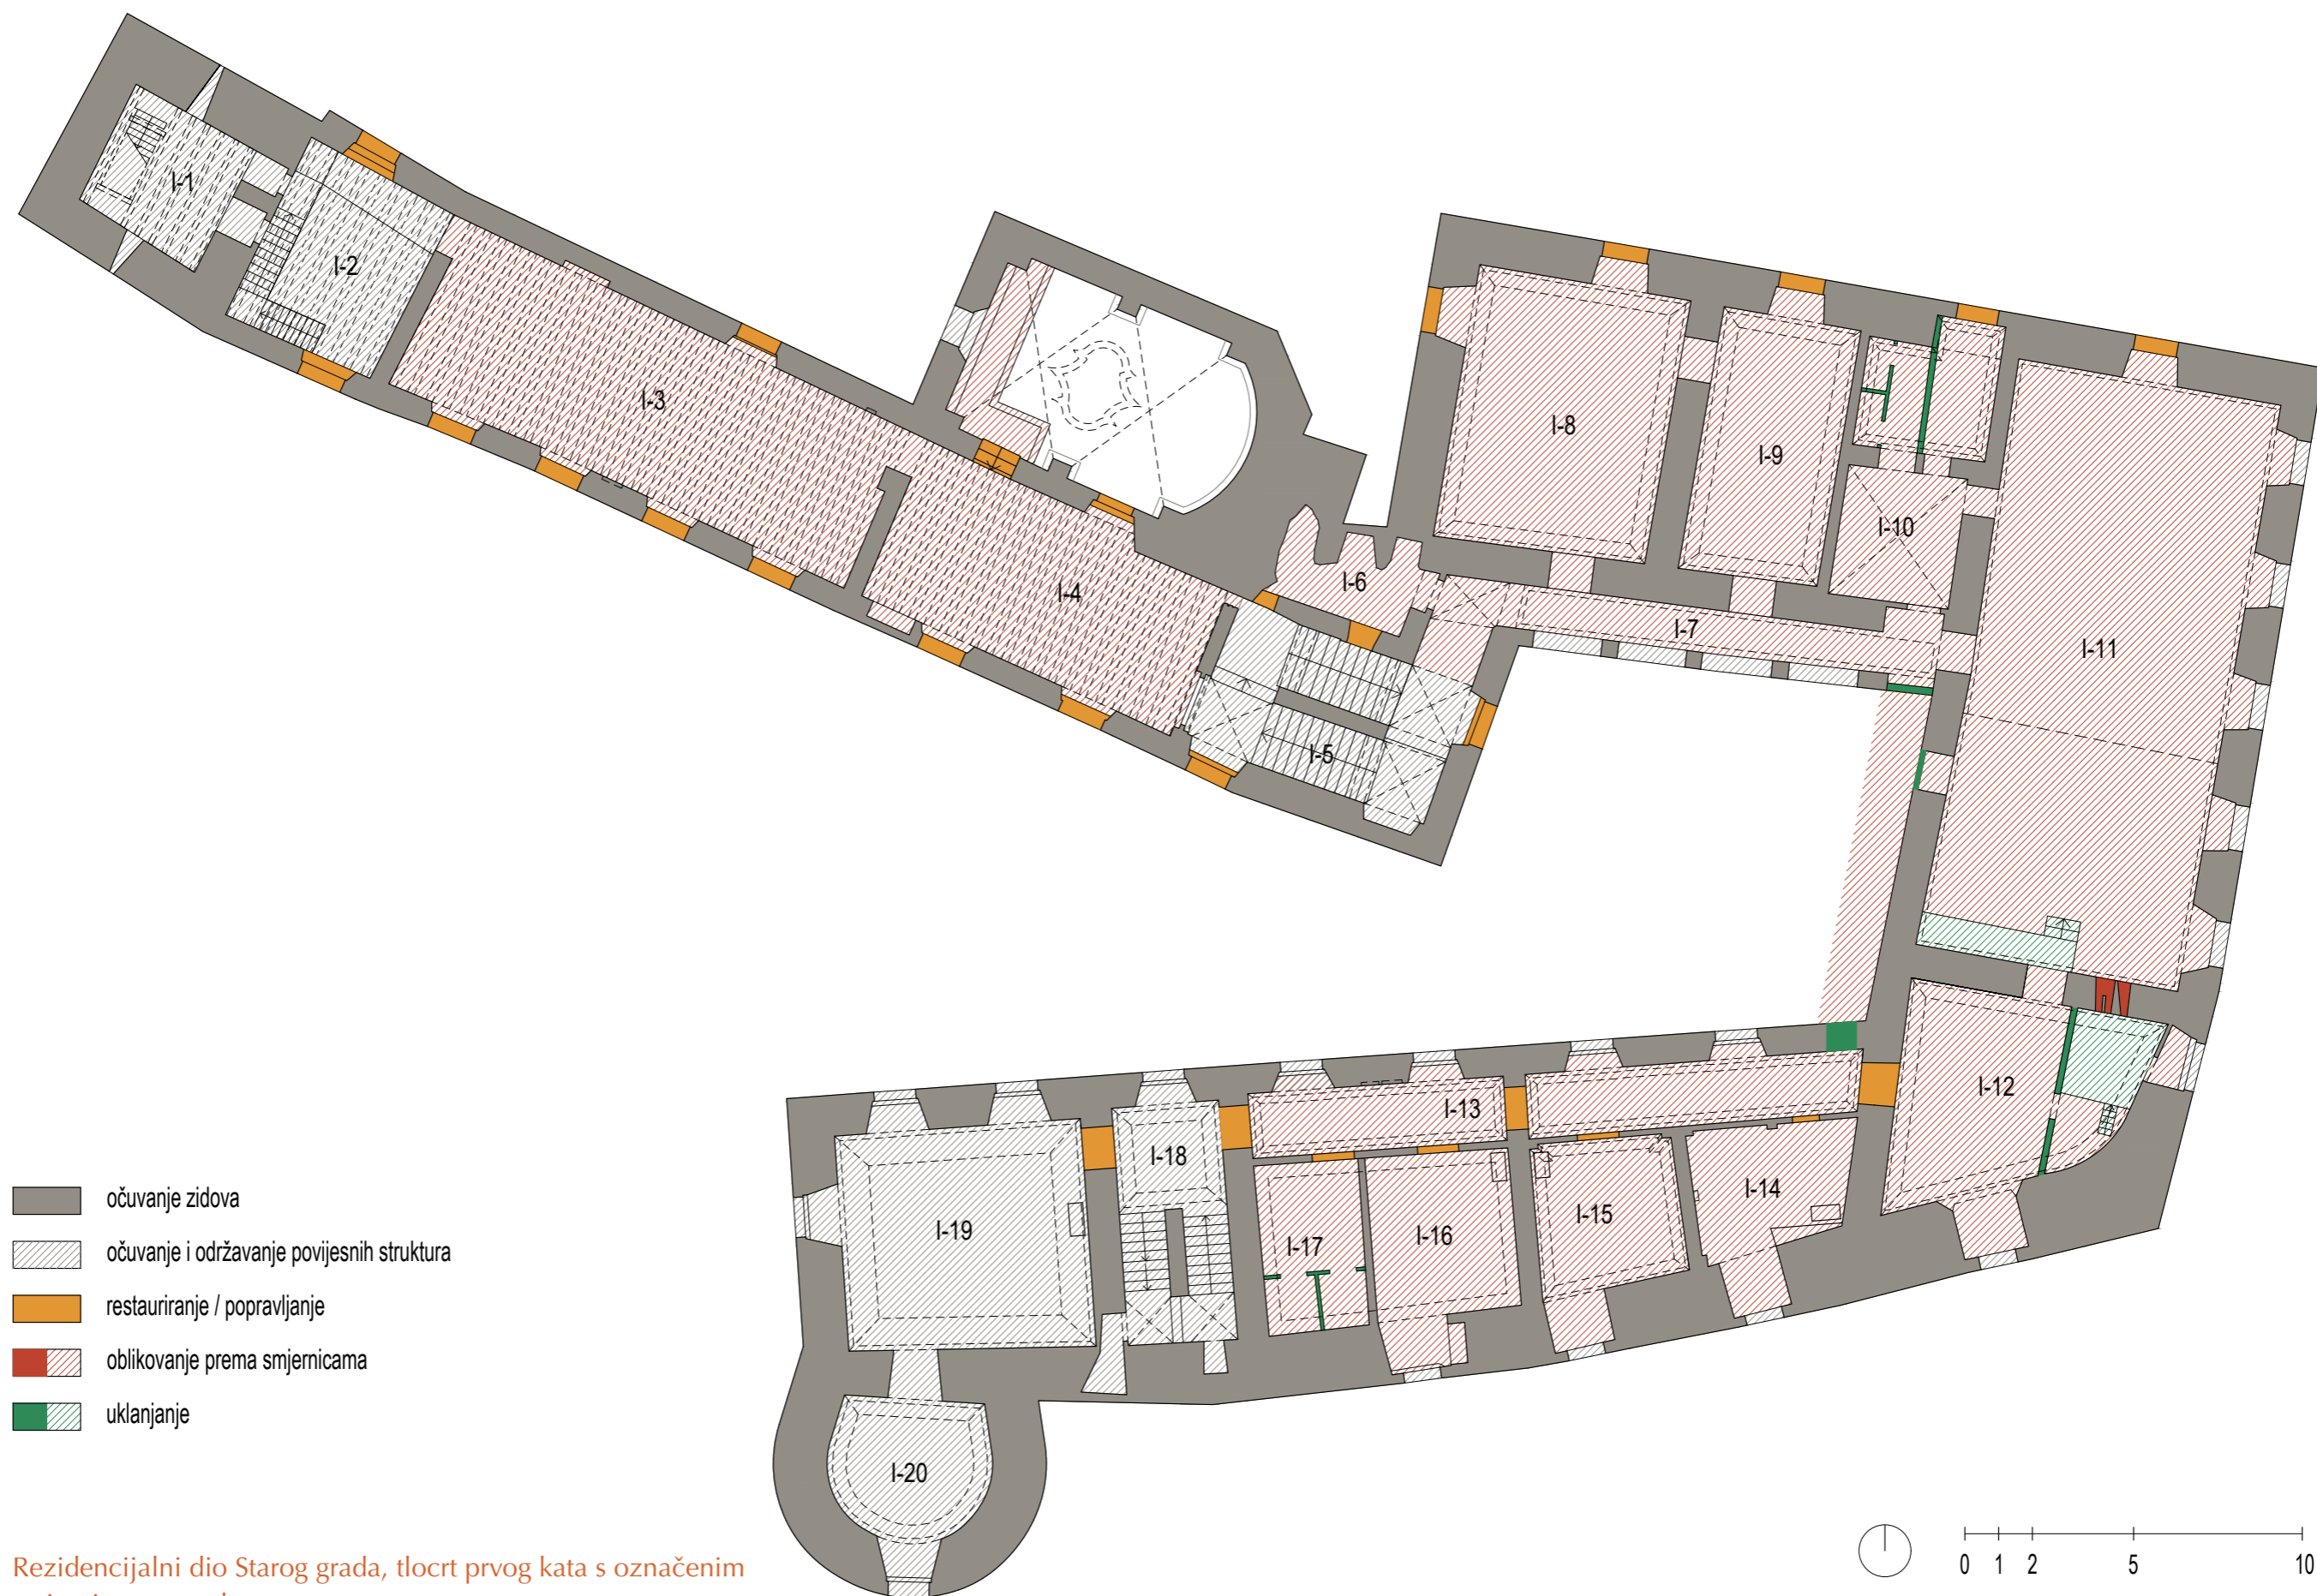 I-1
I-2
I-3
I-4
I-5
I-6
I-7
I-8
I-9
I-10
I-11
I-12
I-13
I-14
I-15
I-16
I-17
I-18
I-19
I-20
očuvanje zidova
očuvanje i održavanje povijesnih struktura
restauriranje / popravljanje
oblikovanje prema smjernicama
uklanjanje
0 1 2 5 10
Rezidencijalni dio Starog grada, tlocrt prvog kata s označenim